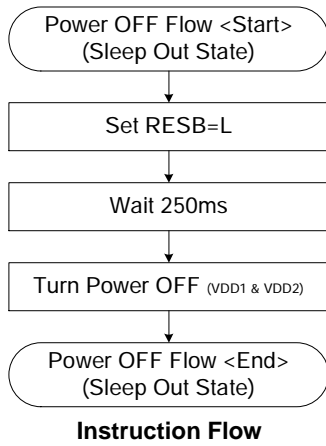 Power OFF Flow <Start>
(Sleep Out State)
Set RESB=L
Wait 250ms
Turn Power OFF (VDD1 & VDD2)
Power OFF Flow <End>
(Sleep Out State)
Instruction Flow